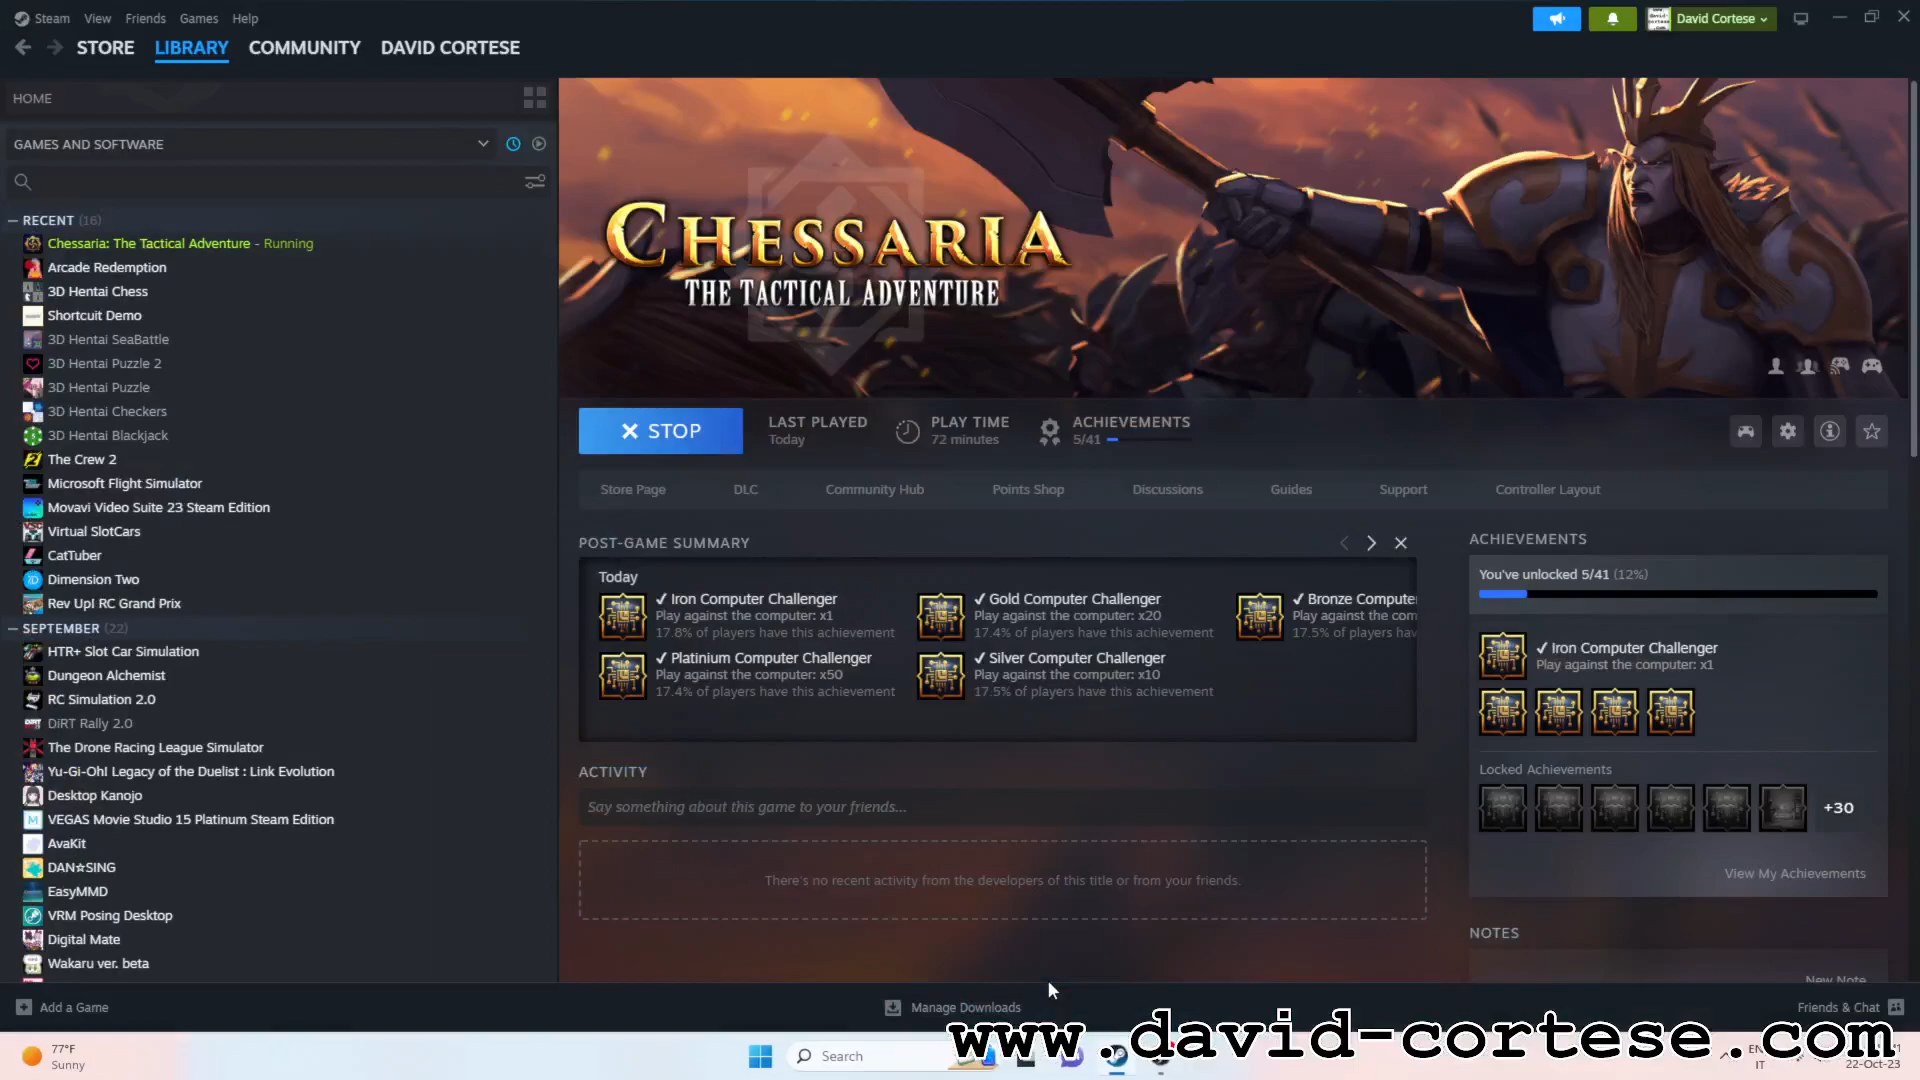 Steam View Friends Games Help
David Cortese
STORE LIBRARY COMMUNITY DAVID CORTESE
HOME
GAMES AND SOFTWARE
RECENT (16)
Chessaria: The Tactical Adventure - Running
Arcade Redemption
3D Hentai Chess
Shortcuit Demo
3D Hentai SeaBattle
3D Hentai Puzzle 2
3D Hentai Puzzle
3D Hentai Checkers
3D Hentai Blackjack
The Crew 2
Microsoft Flight Simulator
Movavi Video Suite 23 Steam Edition
Virtual SlotCars
CatTuber
Dimension Two
Rev Up! RC Grand Prix
SEPTEMBER (22)
HTR+ Slot Car Simulation
Dungeon Alchemist
RC Simulation 2.0
DiRT Rally 2.0
The Drone Racing League Simulator
Yu-Gi-Oh! Legacy of the Duelist : Link Evolution
Desktop Kanojo
VEGAS Movie Studio 15 Platinum Steam Edition
AvaKit
DAN☆SING
EasyMMD
VRM Posing Desktop
Digital Mate
Wakaru ver. beta
Add a Game
CHESSARIA
THE TACTICAL ADVENTURE
STOP
LAST PLAYED
Today
PLAY TIME
72 minutes
ACHIEVEMENTS
5/41
Store Page DLC Community Hub Points Shop Discussions Guides Support Controller Layout
POST-GAME SUMMARY
Today
Iron Computer Challenger
Play against the computer: x1
17.8% of players have this achievement
Gold Computer Challenger
Play against the computer: x20
17.4% of players have this achievement
Bronze Compute
Play against the com
17.5% of players hav
Platinium Computer Challenger
Play against the computer: x50
17.4% of players have this achievement
Silver Computer Challenger
Play against the computer: x10
17.5% of players have this achievement
ACTIVITY
Say something about this game to your friends...
There's no recent activity from the developers of this title or from your friends.
ACHIEVEMENTS
You've unlocked 5/41 (12%)
Iron Computer Challenger
Play against the computer: x1
Locked Achievements
+30
View My Achievements
NOTES
New Note
Manage Downloads
Friends & Chat
www.david-cortese.com
77°F
Sunny
Search
IT
22-Oct-23